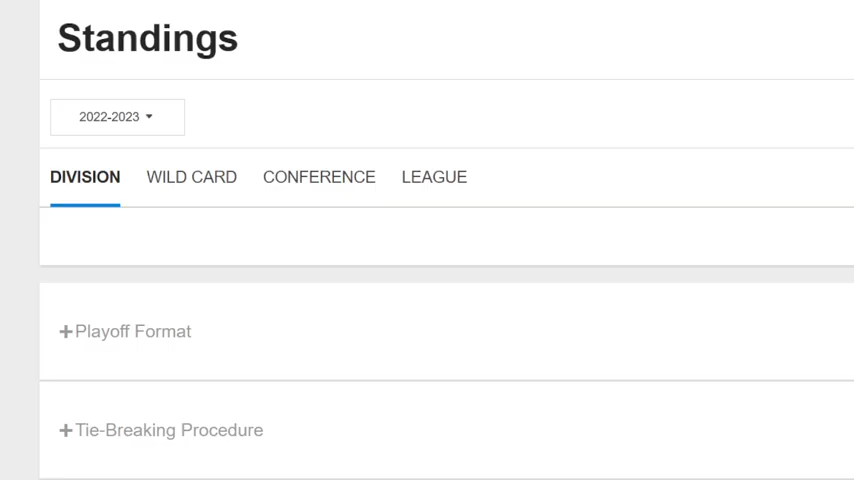 Standings
2022-2023
DIVISION WILD CARD CONFERENCE LEAGUE
+Playoff Format
+Tie-Breaking Procedure